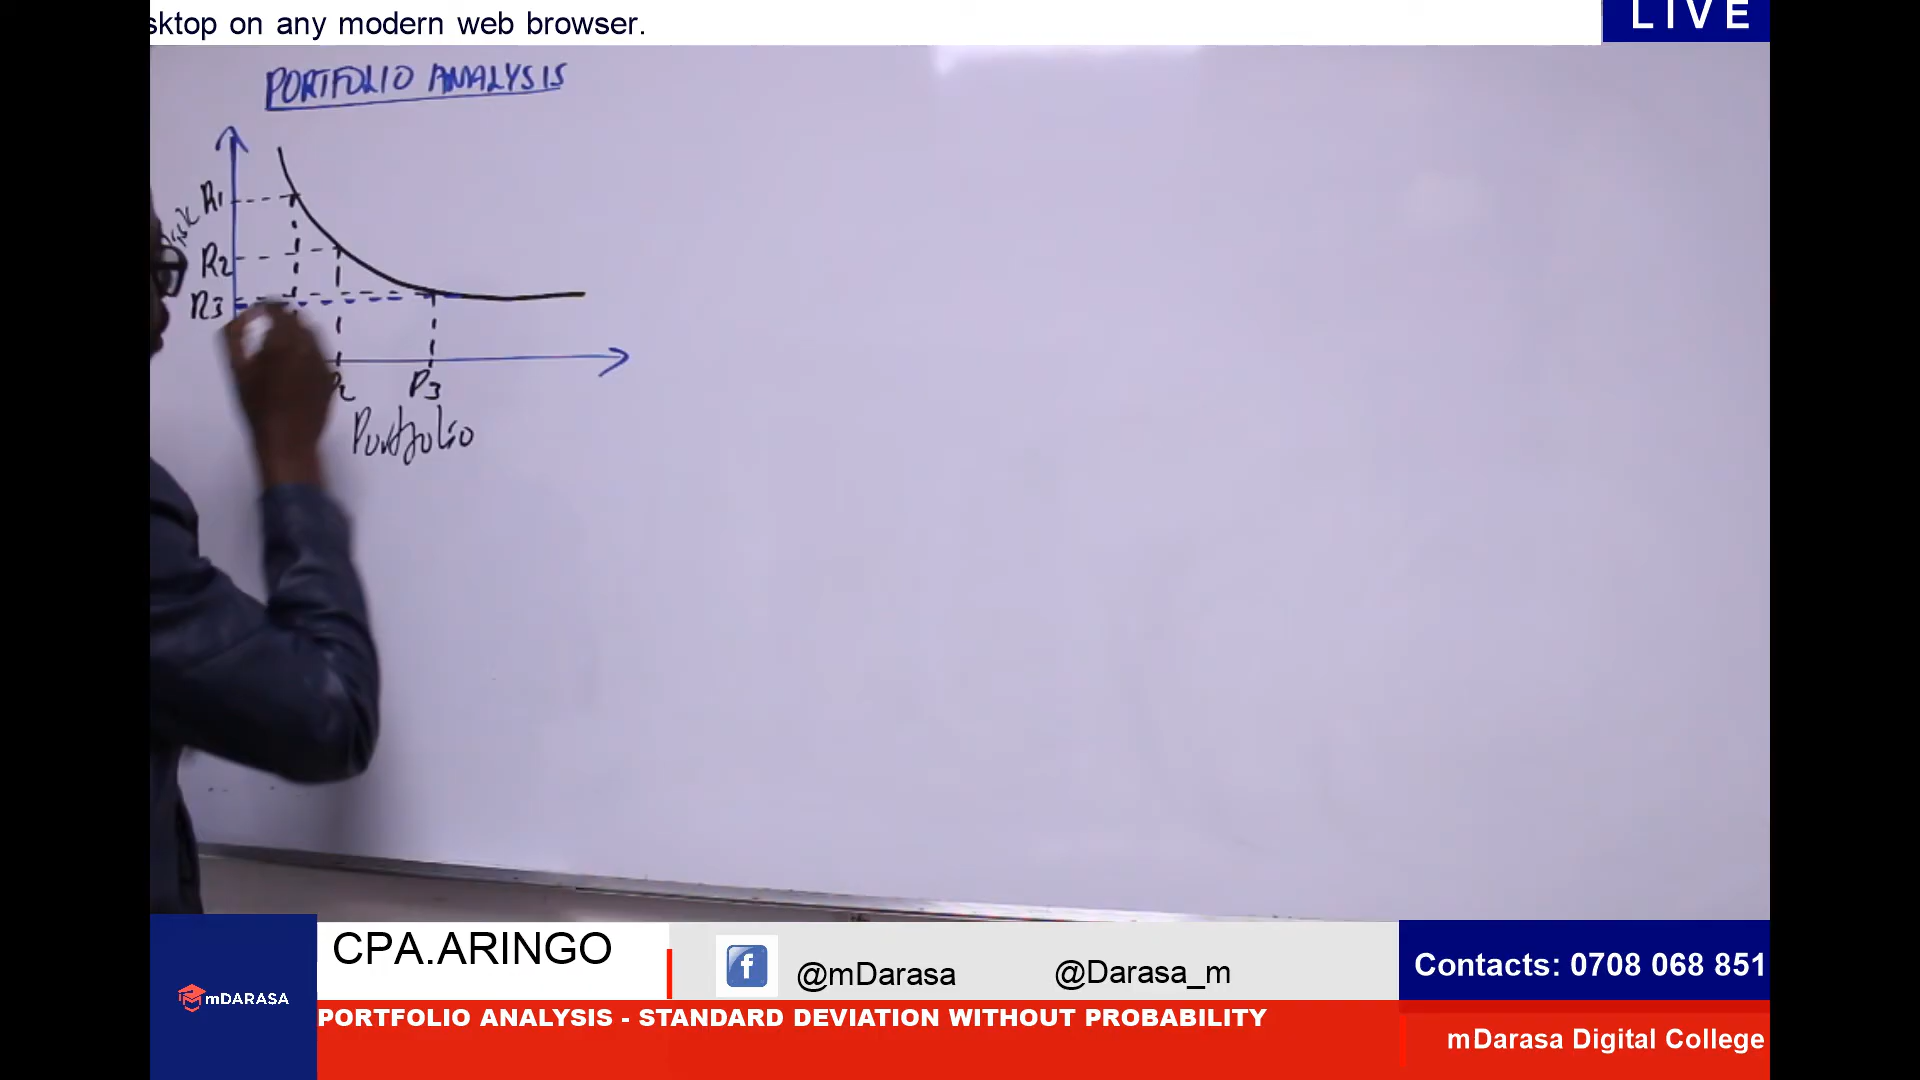 sktop on any modern web browser.
LIVE
PORTFOLIO ANALYSIS
R1
R2
R3
P3
Portfolio
CPA.ARINGO
f
@mDarasa
@Darasa_m
Contacts: 0708 068 851
mDARASA
PORTFOLIO ANALYSIS - STANDARD DEVIATION WITHOUT PROBABILITY
mDarasa Digital College